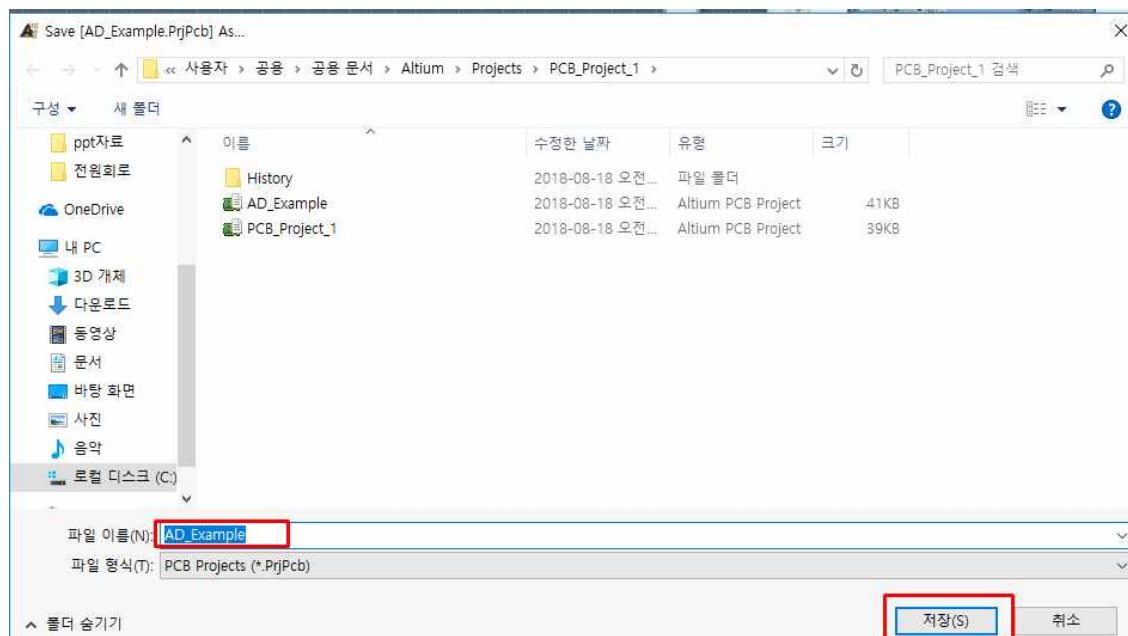 Save [AD_Example.PrjPcb] As...
« 사용자 › 공용 › 공용 문서 › Altium › Projects › PCB_Project_1 ›
PCB_Project_1 검색
구성 새 폴더
ppt자료
전원회로
OneDrive
내 PC
3D 개체
다운로드
동영상
문서
바탕 화면
사진
음악
로컬 디스크 (C:)
이름 수정한 날짜 유형 크기
History 2018-08-18 오전... 파일 폴더
AD_Example 2018-08-18 오전... Altium PCB Project 41KB
PCB_Project_1 2018-08-18 오전... Altium PCB Project 39KB
파일 이름(N): AD_Example
파일 형식(T): PCB Projects (*.PrjPcb)
폴더 숨기기 저장(S) 취소